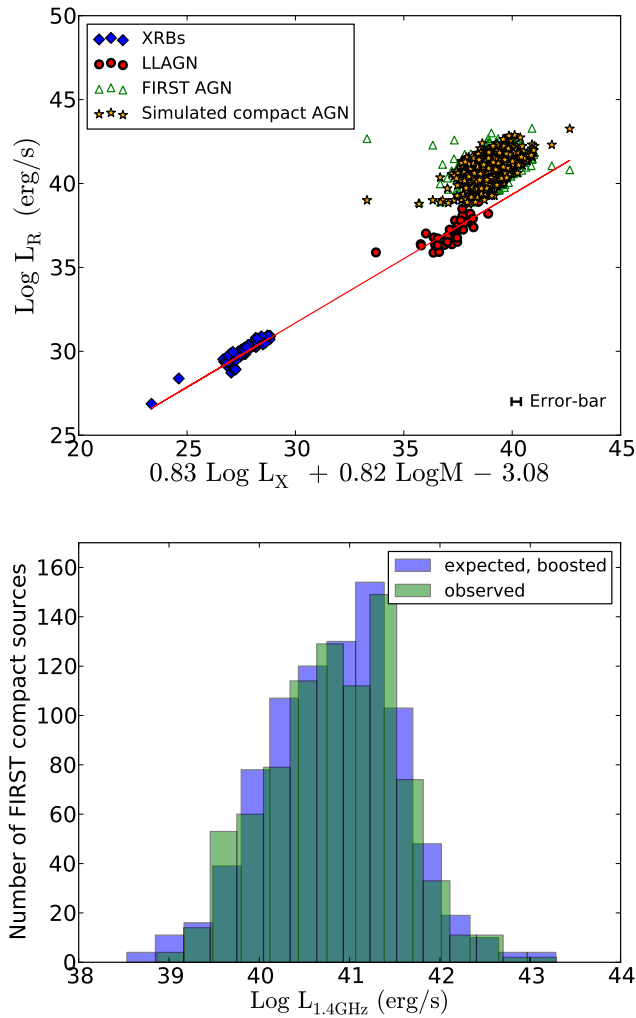 50
45
40
35
30
25
Log L_R (erg/s)
XRBs
LLAGN
FIRST AGN
Simulated compact AGN
Error-bar
20 25 30 35 40 45
0.83 Log L_X + 0.82 LogM − 3.08
160
140
120
100
80
60
40
20
0
Number of FIRST compact sources
expected, boosted
observed
38 39 40 41 42 43 44
Log L_1.4GHz (erg/s)